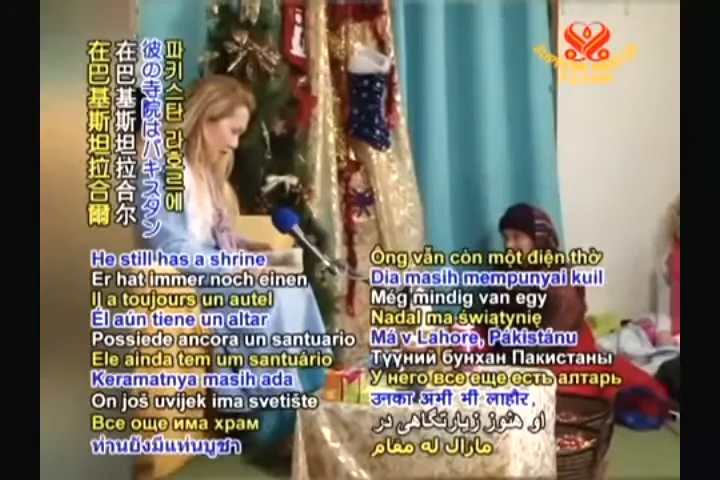 파키스탄 라호르에
彼の寺院はパキスタン
在巴基斯坦拉合尔
在巴基斯坦拉合爾
He still has a shrine
Er hat immer noch einen
Il a toujours un autel
Él aún tiene un altar
Possiede ancora un santuario
Ele ainda tem um santuário
Keramatnya masih ada
On još uvijek ima svetište
Все още има храм
ท่านยังมีแท่นบูชา
Ông vẫn còn một điện thờ
Dia masih mempunyai kuil
Még mindig van egy
Nadal ma świątynię
Má v Lahore, Pákistánu
Түүний бунхан Пакистаны
У него все еще есть алтарь
उनका अभी भी लाहौर,
او هنوز زیارتگاهی در
مازال له مقام